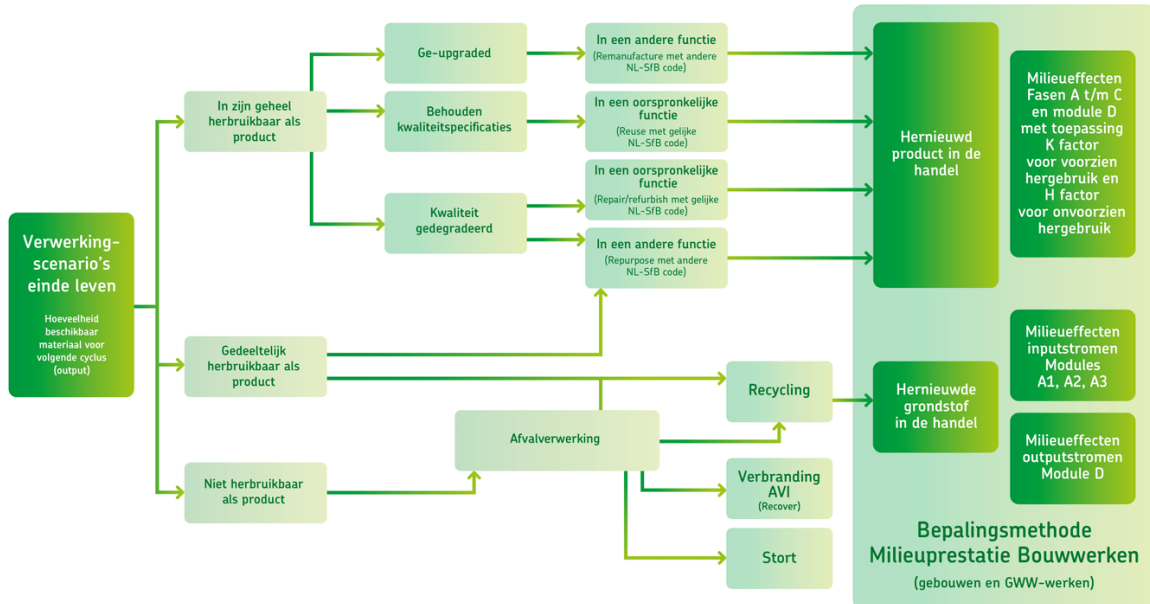 Verwerking-
scenario's
einde leven
Hoeveelheid
beschikbaar
materiaal voor
volgende cyclus
(output)
In zijn geheel
herbruikbaar als
product
Gedeeltelijk
herbruikbaar als
product
Niet herbruikbaar
als product
Ge-upgraded
Behouden
kwaliteitspecificaties
Kwaliteit
gedegradeerd
Afvalverwerking
In een andere functie
(Remanufacture met andere
NL-SfB code)
In een oorspronkelijke
functie
(Reuse met gelijke
NL-SfB code)
In een oorspronkelijke
functie
(Repair/refurbish met gelijke
NL-SfB code)
In een andere functie
(Repurpose met andere
NL-SfB code)
Recycling
Verbranding
AVI
(Recover)
Stort
Hernieuwd
product in de
handel
Hernieuwde
grondstof
in de handel
Milieueffecten
Fasen A t/m C
en module D
met toepassing
K factor
voor voorzien
hergebruik en
H factor
voor onvoorzien
hergebruik
Milieueffecten
inputstromen
Modules
A1, A2, A3
Milieueffecten
outputstromen
Module D
Bepalingsmethode
Milieuprestatie Bouwwerken
(gebouwen en GWW-werken)